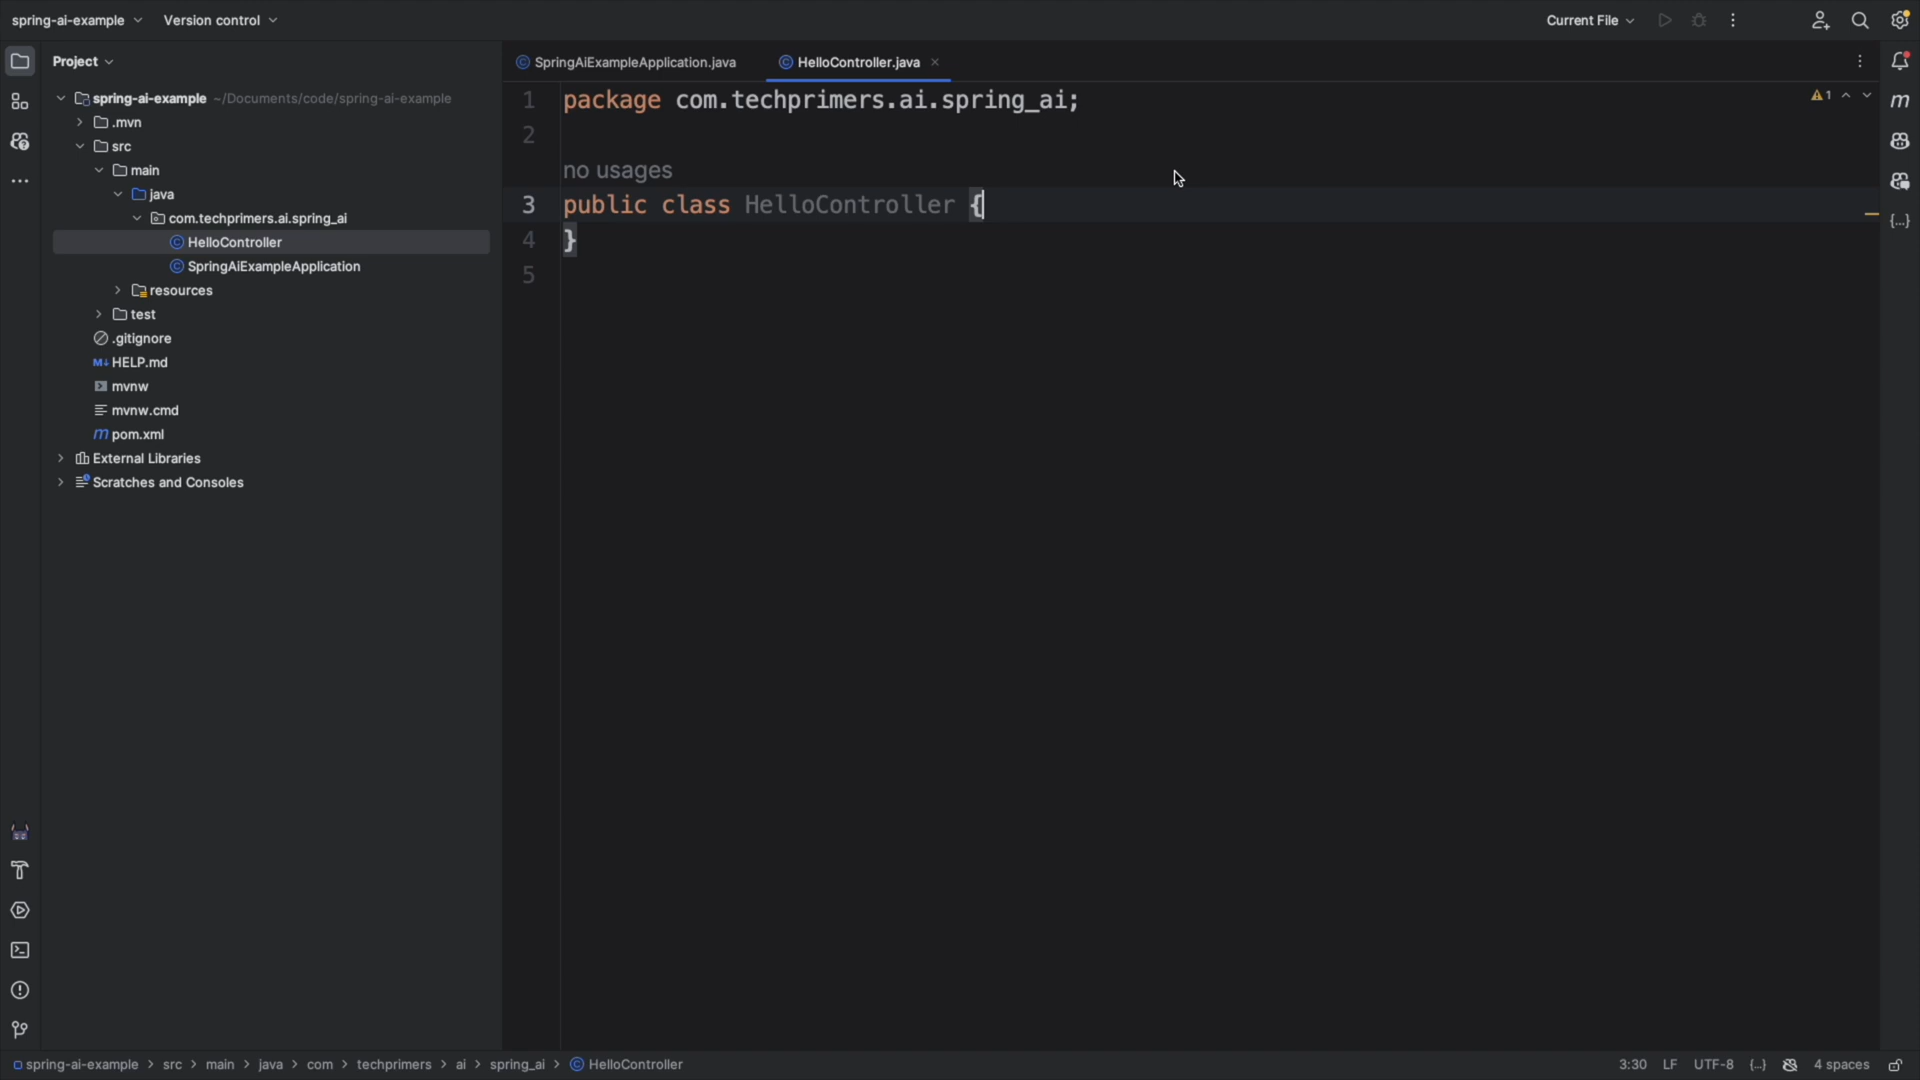 spring-ai-example
Version control
Current File
Project
spring-ai-example ~/Documents/code/spring-ai-example
.mvn
src
main
java
com.techprimers.ai.spring_ai
HelloController
SpringAiExampleApplication
resources
test
.gitignore
HELP.md
mvnw
mvnw.cmd
pom.xml
External Libraries
Scratches and Consoles
SpringAiExampleApplication.java
HelloController.java
1 package com.techprimers.ai.spring_ai;
2
no usages
3 public class HelloController {
4 }
5
1
spring-ai-example > src > main > java > com > techprimers > ai > spring_ai > HelloController
3:30 LF UTF-8 {...} 4 spaces